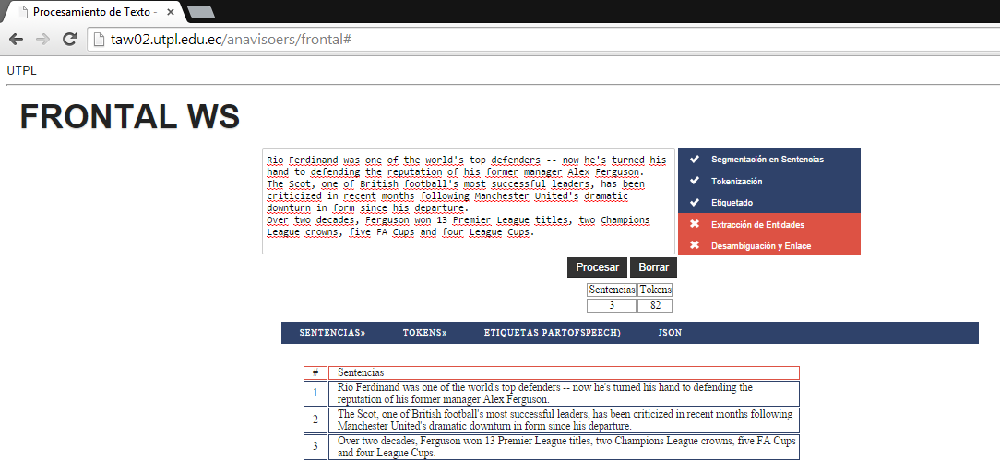 Procesamiento de Texto -
taw02.utpl.edu.ec/anavisoers/frontal#
UTPL
FRONTAL WS
Rio Ferdinand was one of the world's top defenders -- now he's turned his
hand to defending the reputation of his former manager Alex Ferguson.
The Scot, one of British football's most successful leaders, has been
criticized in recent months following Manchester United's dramatic
downturn in form since his departure.
Over two decades, Ferguson won 13 Premier League titles, two Champions
League crowns, five FA Cups and four League Cups.
Segmentación en Sentencias
Tokenización
Etiquetado
Extracción de Entidades
Desambiguación y Enlace
Procesar Borrar
Sentencias Tokens
3 82
SENTENCIAS» TOKENS» ETIQUETAS PARTOFSPEECH) JSON
# Sentencias
1 Rio Ferdinand was one of the world's top defenders -- now he's turned his hand to defending the
reputation of his former manager Alex Ferguson.
2 The Scot, one of British football's most successful leaders, has been criticized in recent months following
Manchester United's dramatic downturn in form since his departure.
3 Over two decades, Ferguson won 13 Premier League titles, two Champions League crowns, five FA Cups
and four League Cups.